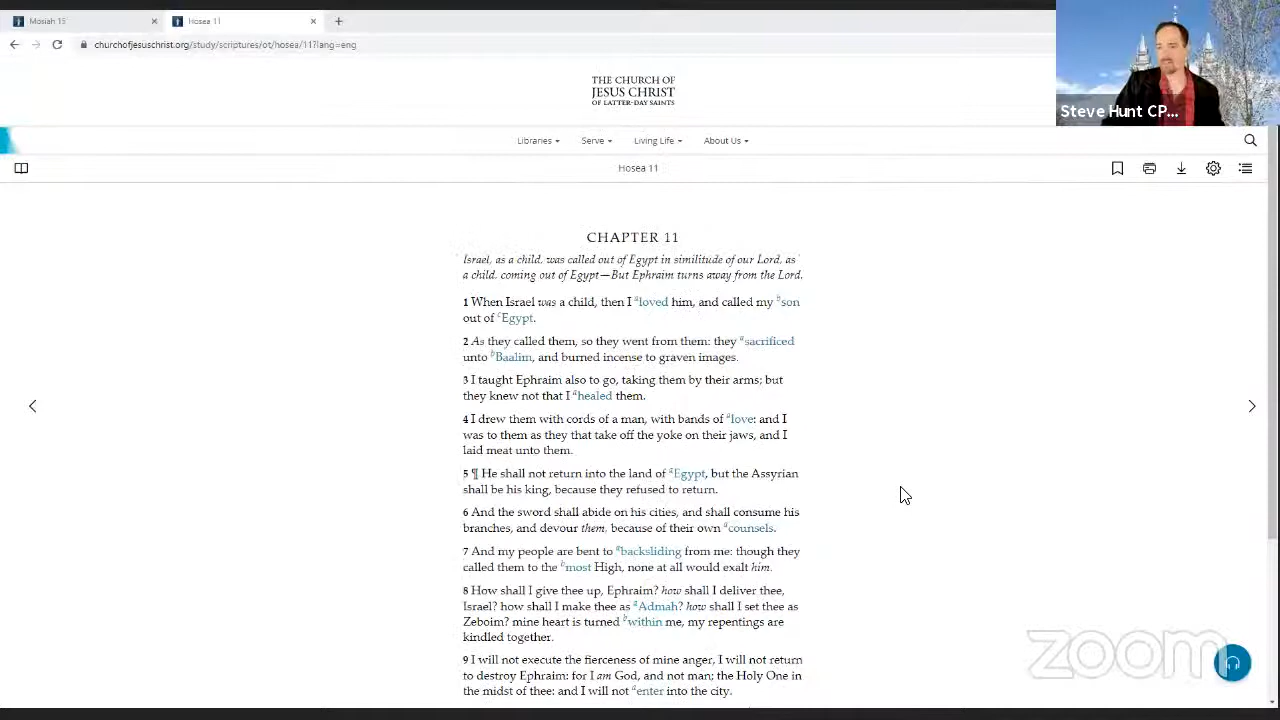 Mosiah 15
Hosea 11
churchofjesuschrist.org/study/scriptures/ot/hosea/11?lang=eng
THE CHURCH OF
JESUS CHRIST
OF LATTER-DAY SAINTS
Steve Hunt CP...
Libraries Serve Living Life About Us
Hosea 11
CHAPTER 11
Israel, as a child, was called out of Egypt in similitude of our Lord, as
a child, coming out of Egypt—But Ephraim turns away from the Lord.
1 When Israel was a child, then I aloved him, and called my bson
out of cEgypt.
2 As they called them, so they went from them: they asacrificed
unto bBaalim, and burned incense to graven images.
3 I taught Ephraim also to go, taking them by their arms; but
they knew not that I ahealed them.
4 I drew them with cords of a man, with bands of alove: and I
was to them as they that take off the yoke on their jaws, and I
laid meat unto them.
5 ¶ He shall not return into the land of aEgypt, but the Assyrian
shall be his king, because they refused to return.
6 And the sword shall abide on his cities, and shall consume his
branches, and devour them, because of their own acounsels.
7 And my people are bent to abacksliding from me: though they
called them to the bmost High, none at all would exalt him.
8 How shall I give thee up, Ephraim? how shall I deliver thee,
Israel? how shall I make thee as aAdmah? how shall I set thee as
Zeboim? mine heart is turned bwithin me, my repentings are
kindled together.
9 I will not execute the fierceness of mine anger, I will not return
to destroy Ephraim: for I am God, and not man; the Holy One in
the midst of thee: and I will not aenter into the city.
zoom